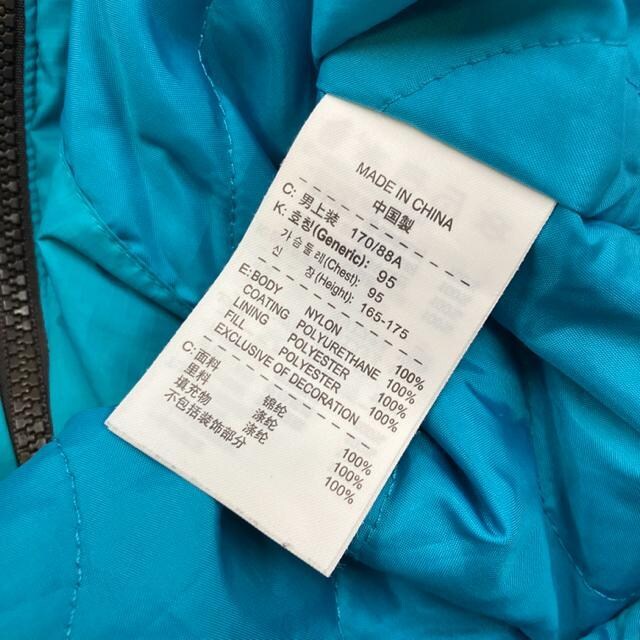 MADE IN CHINA
中国製
C: 男上装 170/88A
K: 호칭(Generic): 95
가슴둘레(Chest): 95
신 장(Height): 165-175
E: BODY NYLON 100%
COATING POLYURETHANE 100%
LINING POLYESTER 100%
FILL POLYESTER 100%
EXCLUSIVE OF DECORATION
C: 面料 锦纶 100%
里料 涤纶 100%
填充物 涤纶 100%
不包括装饰部分